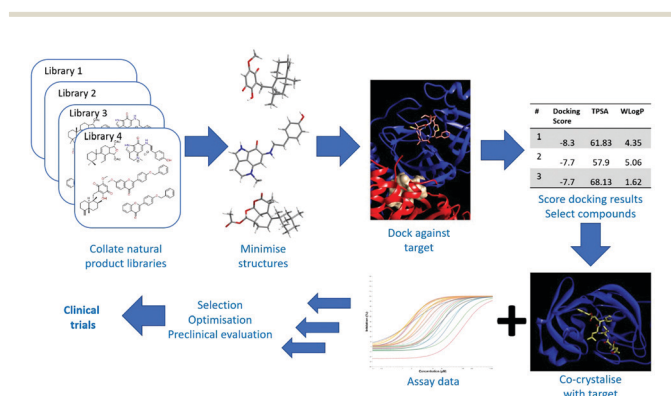 Library 1
Library 2
Library 3
Library 4
Collate natural
product libraries
Minimise
structures
Dock against
target
# Docking Score TPSA WLogP
1 -8.3 61.83 4.35
2 -7.7 57.9 5.06
3 -7.7 68.13 1.62
Score docking results
Select compounds
Co-crystalise
with target
Assay data
Selection
Optimisation
Preclinical evaluation
Clinical
trials